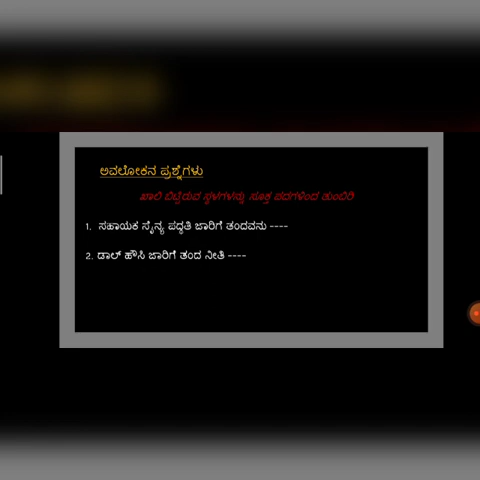 ಅವಲೋಕನ ಪ್ರಶ್ನೆಗಳು
ಖಾಲಿ ಬಿಟ್ಟಿರುವ ಸ್ಥಳಗಳನ್ನು ಸೂಕ್ತ ಪದಗಳಿಂದ ತುಂಬಿರಿ
1. ಸಹಾಯಕ ಸೈನ್ಯ ಪದ್ಧತಿ ಜಾರಿಗೆ ತಂದವನು ----
2. ಡಾಲ್ ಹೌಸಿ ಜಾರಿಗೆ ತಂದ ನೀತಿ ----